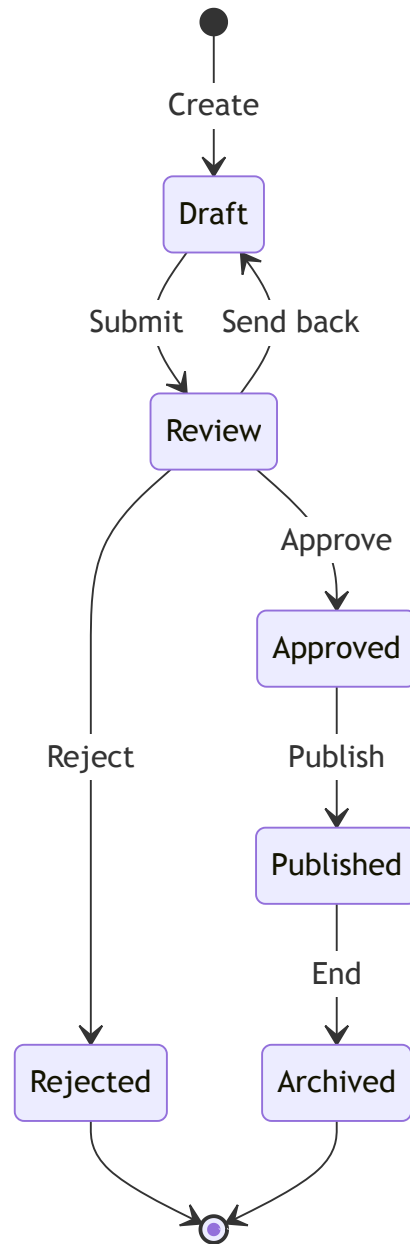 Create
Draft
Submit
Send back
Review
Approve
Approved
Reject
Publish
Published
End
Rejected
Archived